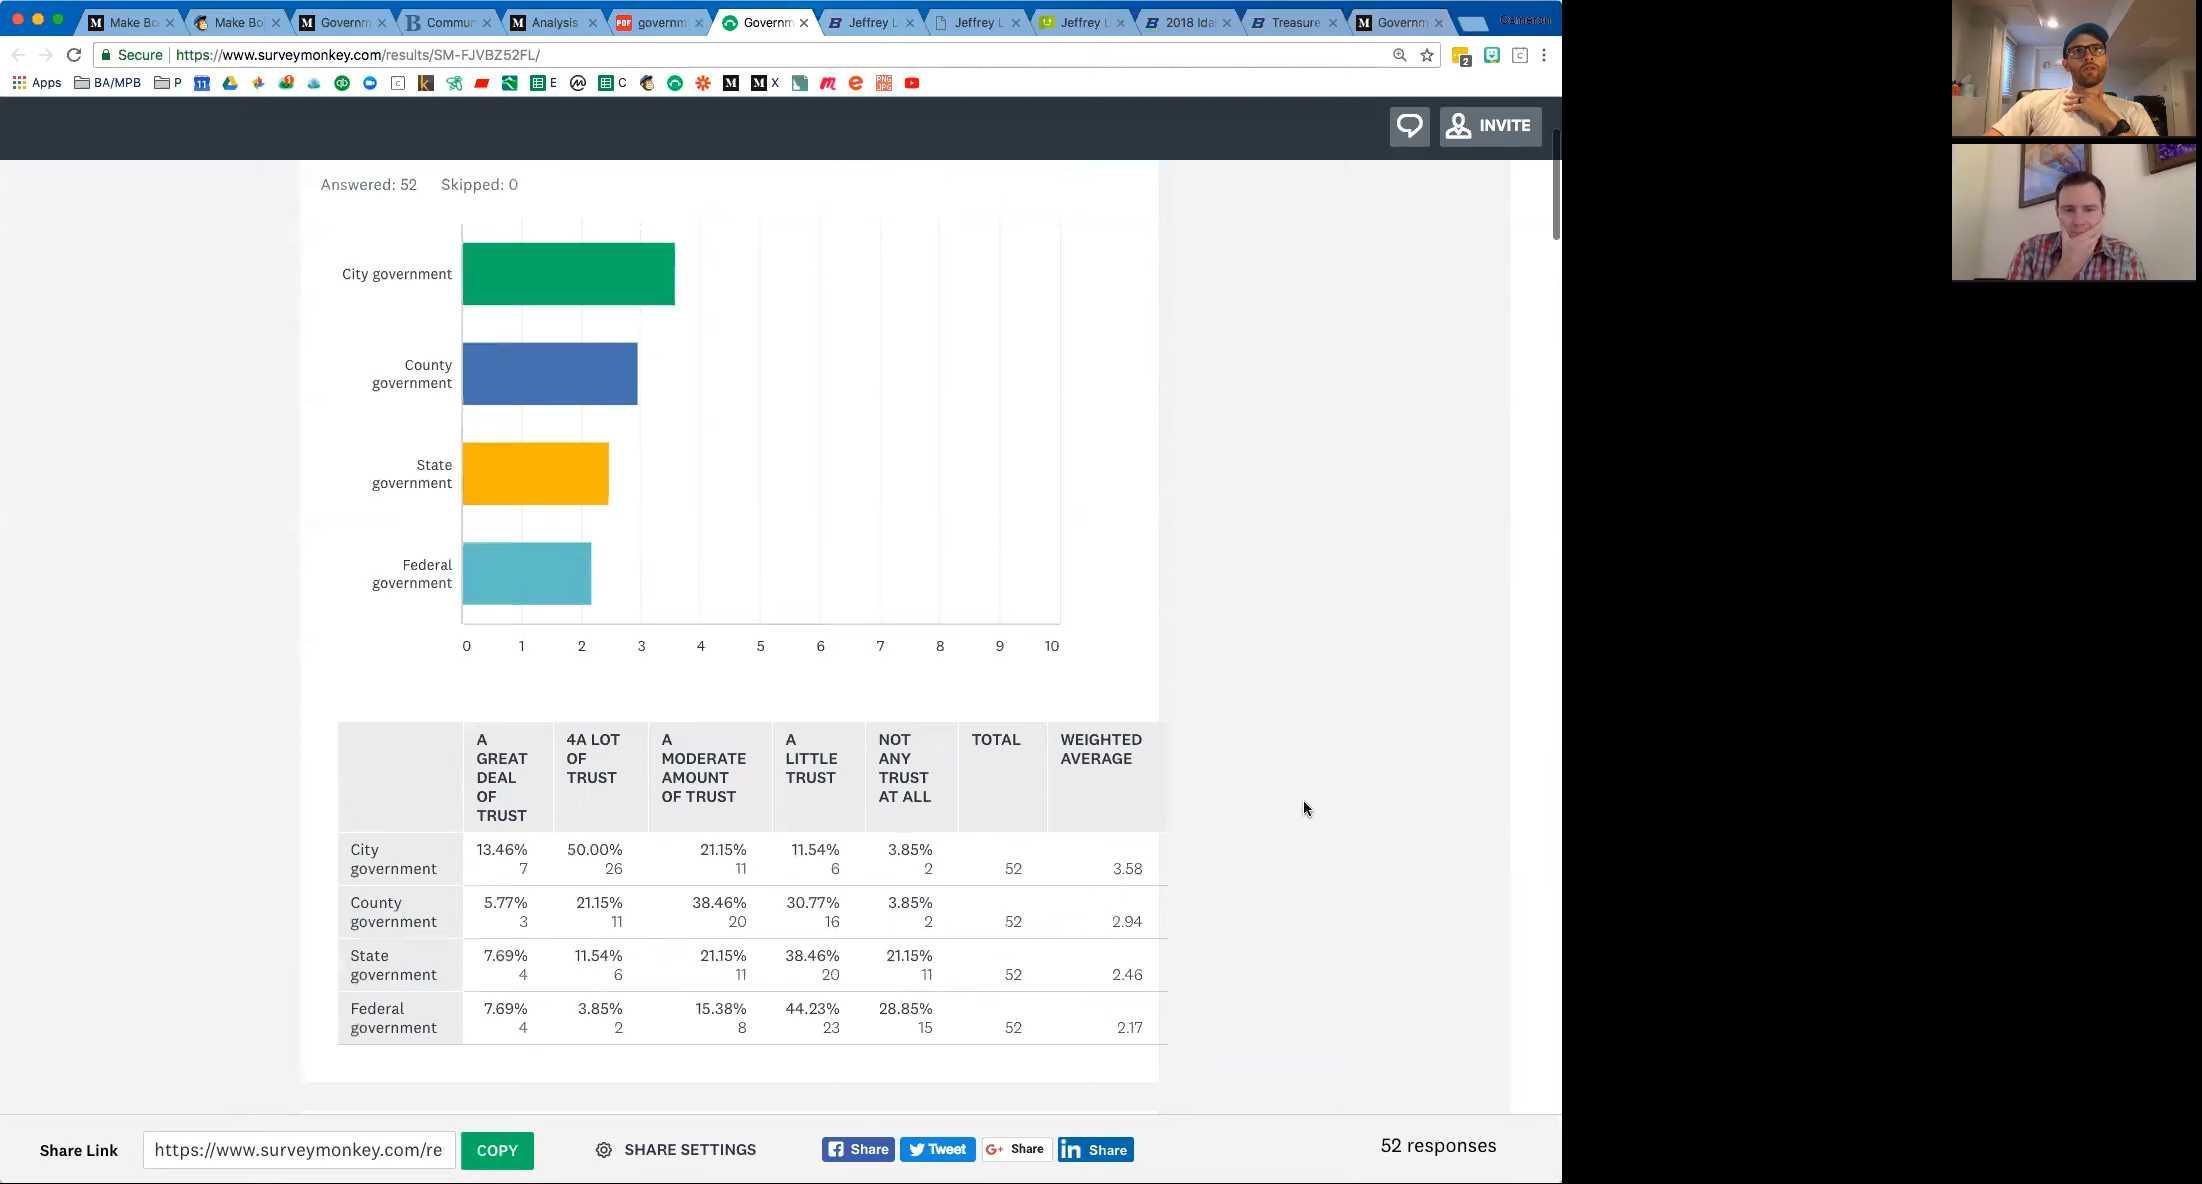 Make Bo
Make Bo
Governm
Commun
Analysis
PDF
governm
Governm
Jeffrey L
Jeffrey L
Jeffrey L
2018 Ida
Treasure
Governm
Cameron
Secure
https://www.surveymonkey.com/results/SM-FJVBZ52FL/
2
Apps
BA/MPB
P
11
E
C
X
INVITE
Answered: 52 Skipped: 0
City government
County
government
State
government
Federal
government
0 1 2 3 4 5 6 7 8 9 10
A GREAT DEAL OF TRUST
4A LOT OF TRUST
A MODERATE AMOUNT OF TRUST
A LITTLE TRUST
NOT ANY TRUST AT ALL
TOTAL
WEIGHTED AVERAGE
City 13.46% 50.00% 21.15% 11.54% 3.85%
government 7 26 11 6 2 52 3.58
County 5.77% 21.15% 38.46% 30.77% 3.85%
government 3 11 20 16 2 52 2.94
State 7.69% 11.54% 21.15% 38.46% 21.15%
government 4 6 11 20 11 52 2.46
Federal 7.69% 3.85% 15.38% 44.23% 28.85%
government 4 2 8 23 15 52 2.17
Share Link
https://www.surveymonkey.com/re
COPY
SHARE SETTINGS
Share
Tweet
G+ Share
in Share
52 responses